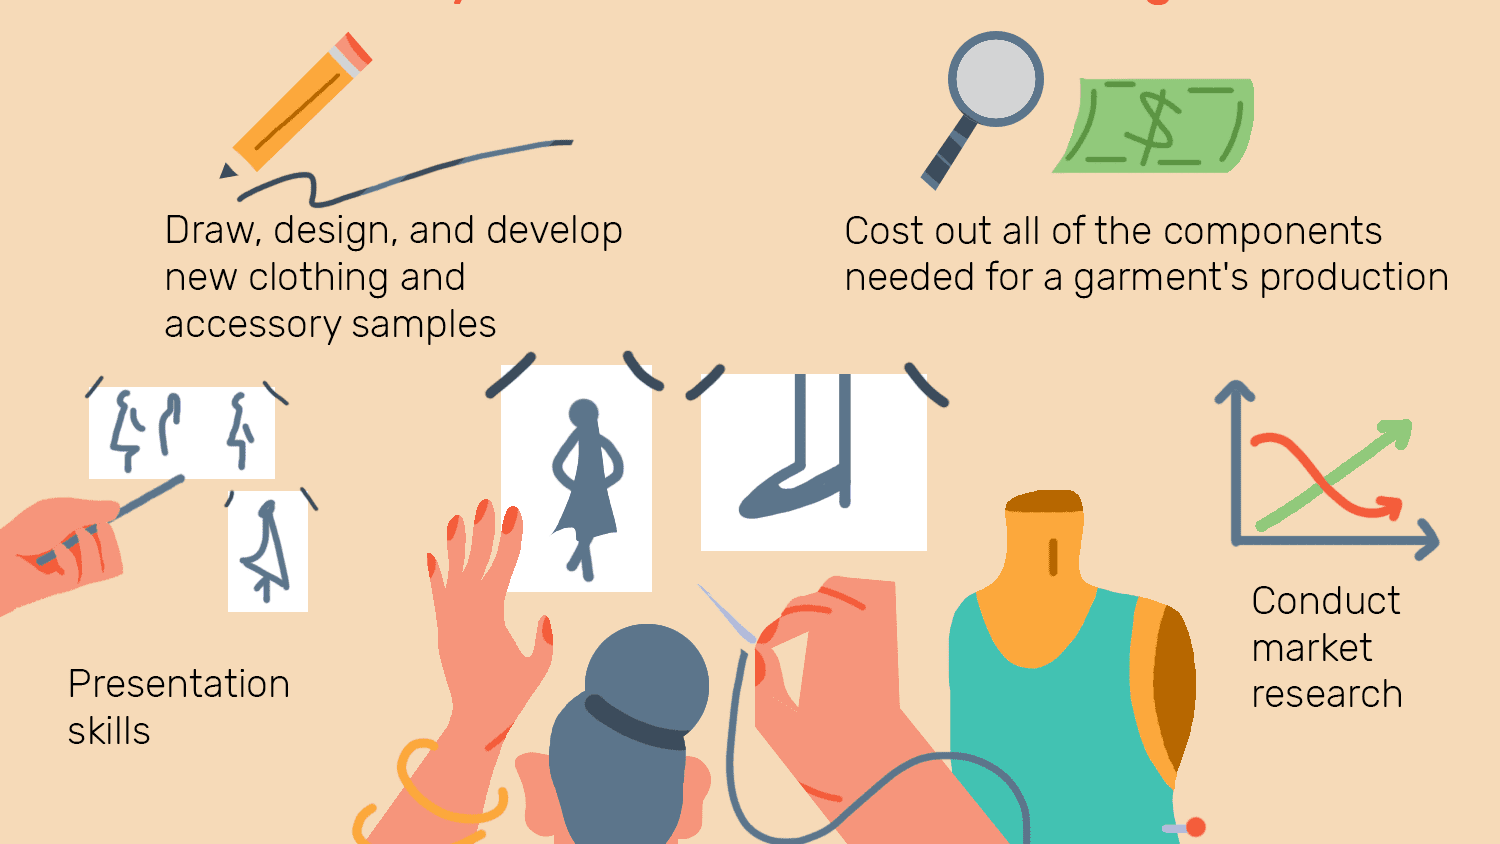 Draw, design, and develop
new clothing and
accessory samples
Cost out all of the components
needed for a garment's production
$
Presentation
skills
Conduct
market
research